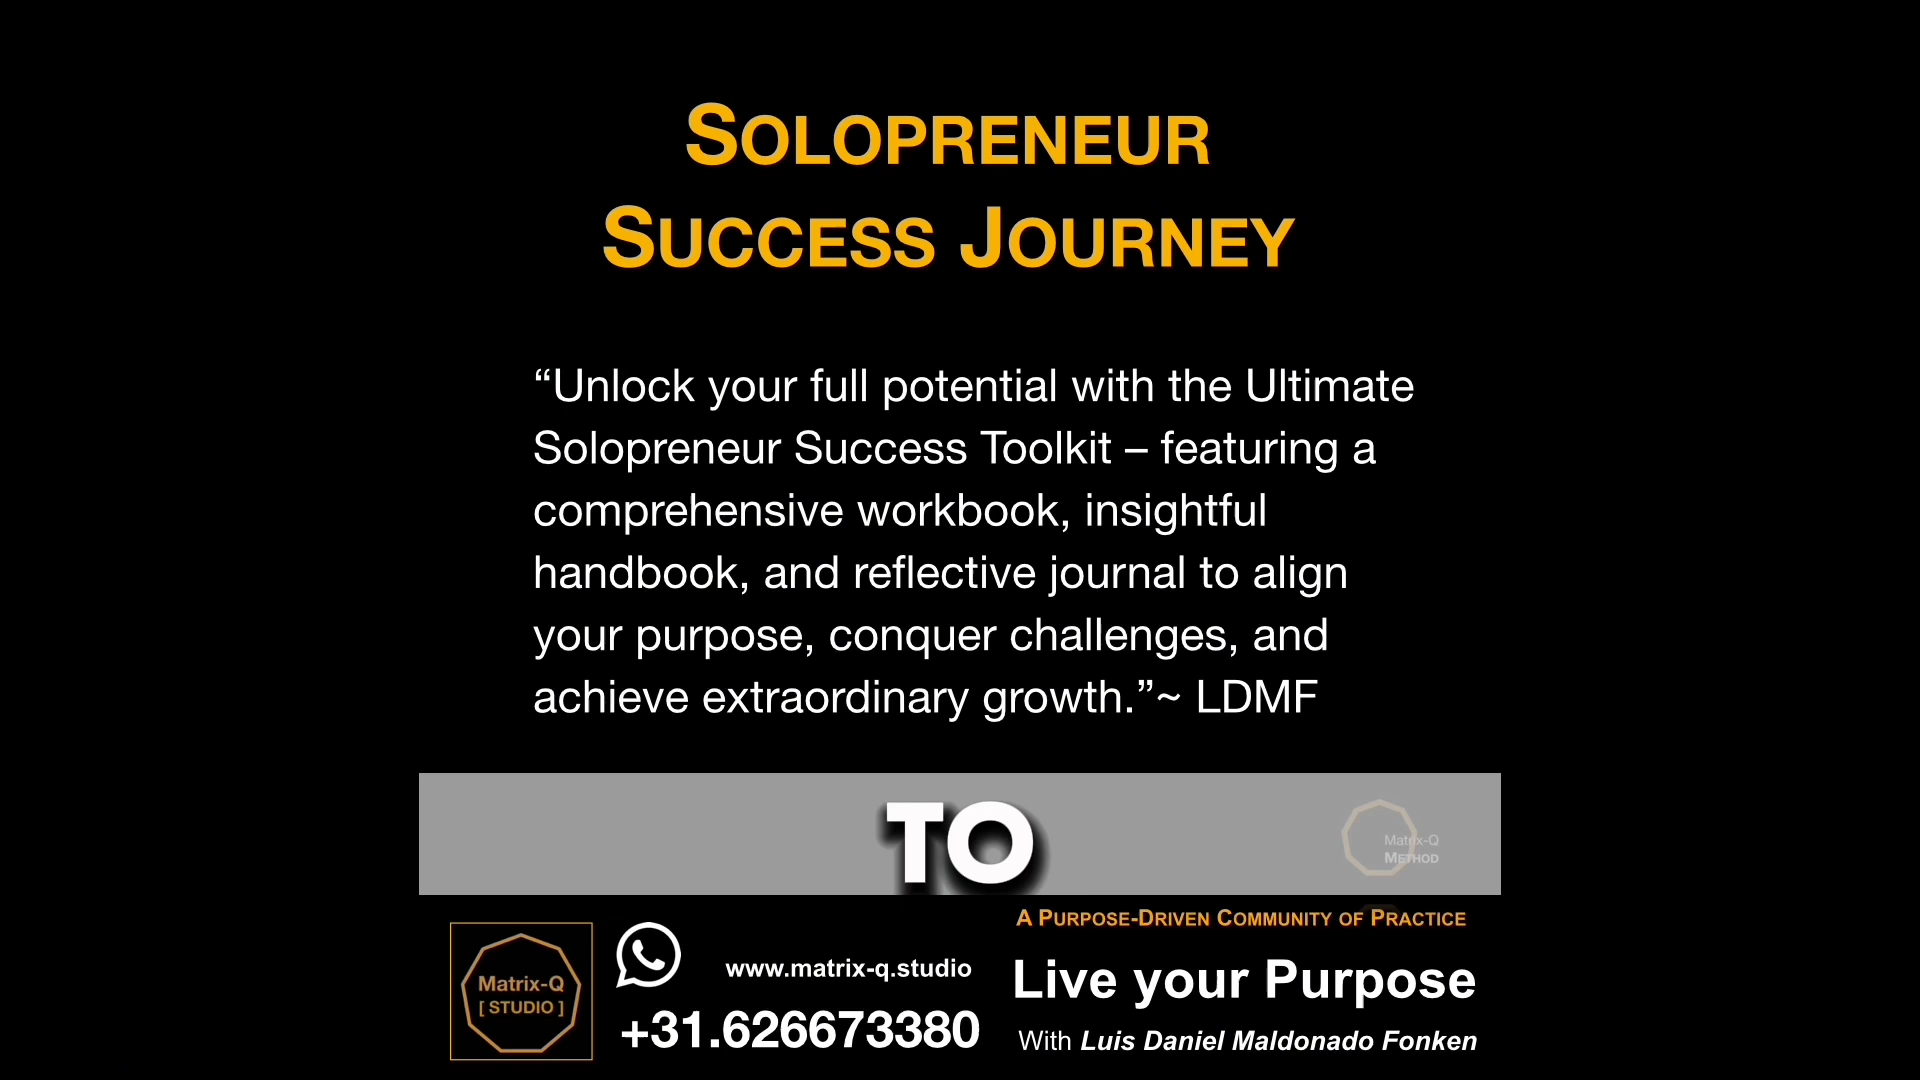 SOLOPRENEUR
SUCCESS JOURNEY
“Unlock your full potential with the Ultimate
Solopreneur Success Toolkit – featuring a
comprehensive workbook, insightful
handbook, and reflective journal to align
your purpose, conquer challenges, and
achieve extraordinary growth.”~ LDMF
TO
Matrix-Q
METHOD
Matrix-Q
[ STUDIO ]
www.matrix-q.studio
+31.626673380
A PURPOSE-DRIVEN COMMUNITY OF PRACTICE
Live your Purpose
With Luis Daniel Maldonado Fonken